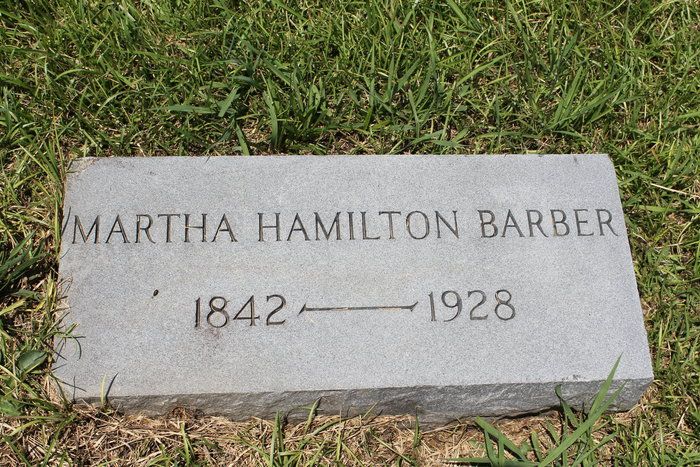 MARTHA HAMILTON BARBER
1842 — 1928